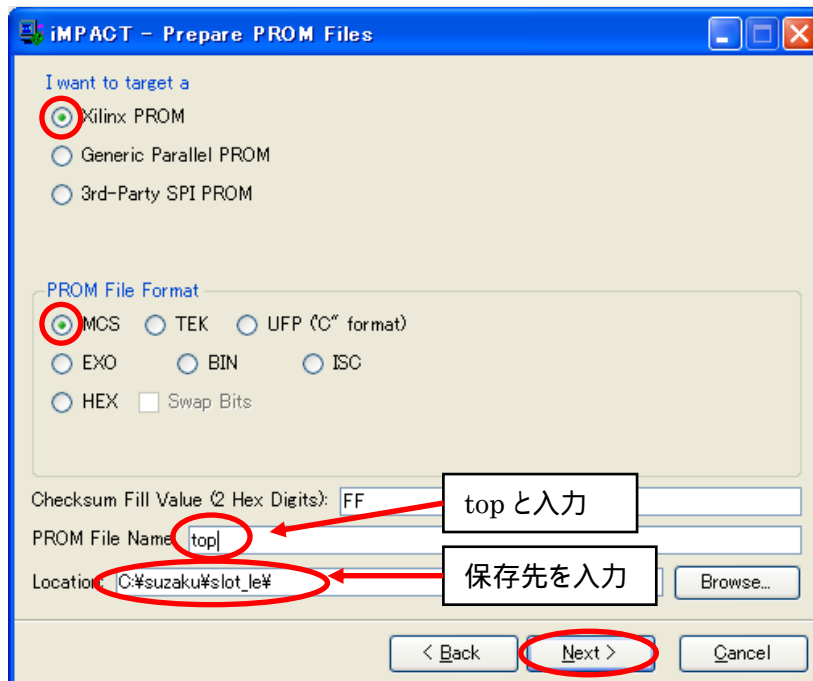 iMPACT - Prepare PROM Files
I want to target a
Xilinx PROM
Generic Parallel PROM
3rd-Party SPI PROM
PROM File Format
MCS TEK UFP ("C" format)
EXO BIN ISC
HEX Swap Bits
Checksum Fill Value (2 Hex Digits): FF
topと入力
PROM File Name: top
保存先を入力
Location: C:¥suzaku¥slot_le¥ Browse...
< Back Next > Cancel